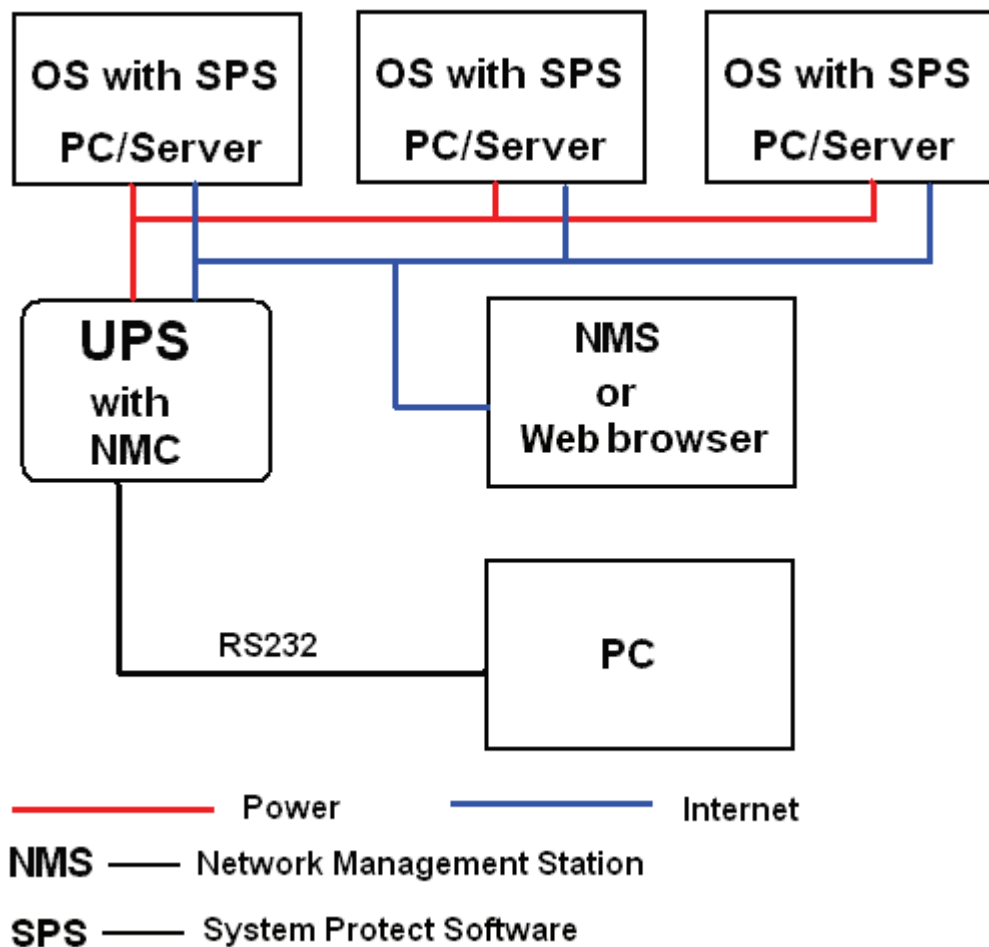 OS with SPS
PC/Server
OS with SPS
PC/Server
OS with SPS
PC/Server
UPS
with
NMC
NMS
or
Web browser
RS232
PC
Power
Internet
NMS — Network Management Station
SPS — System Protect Software